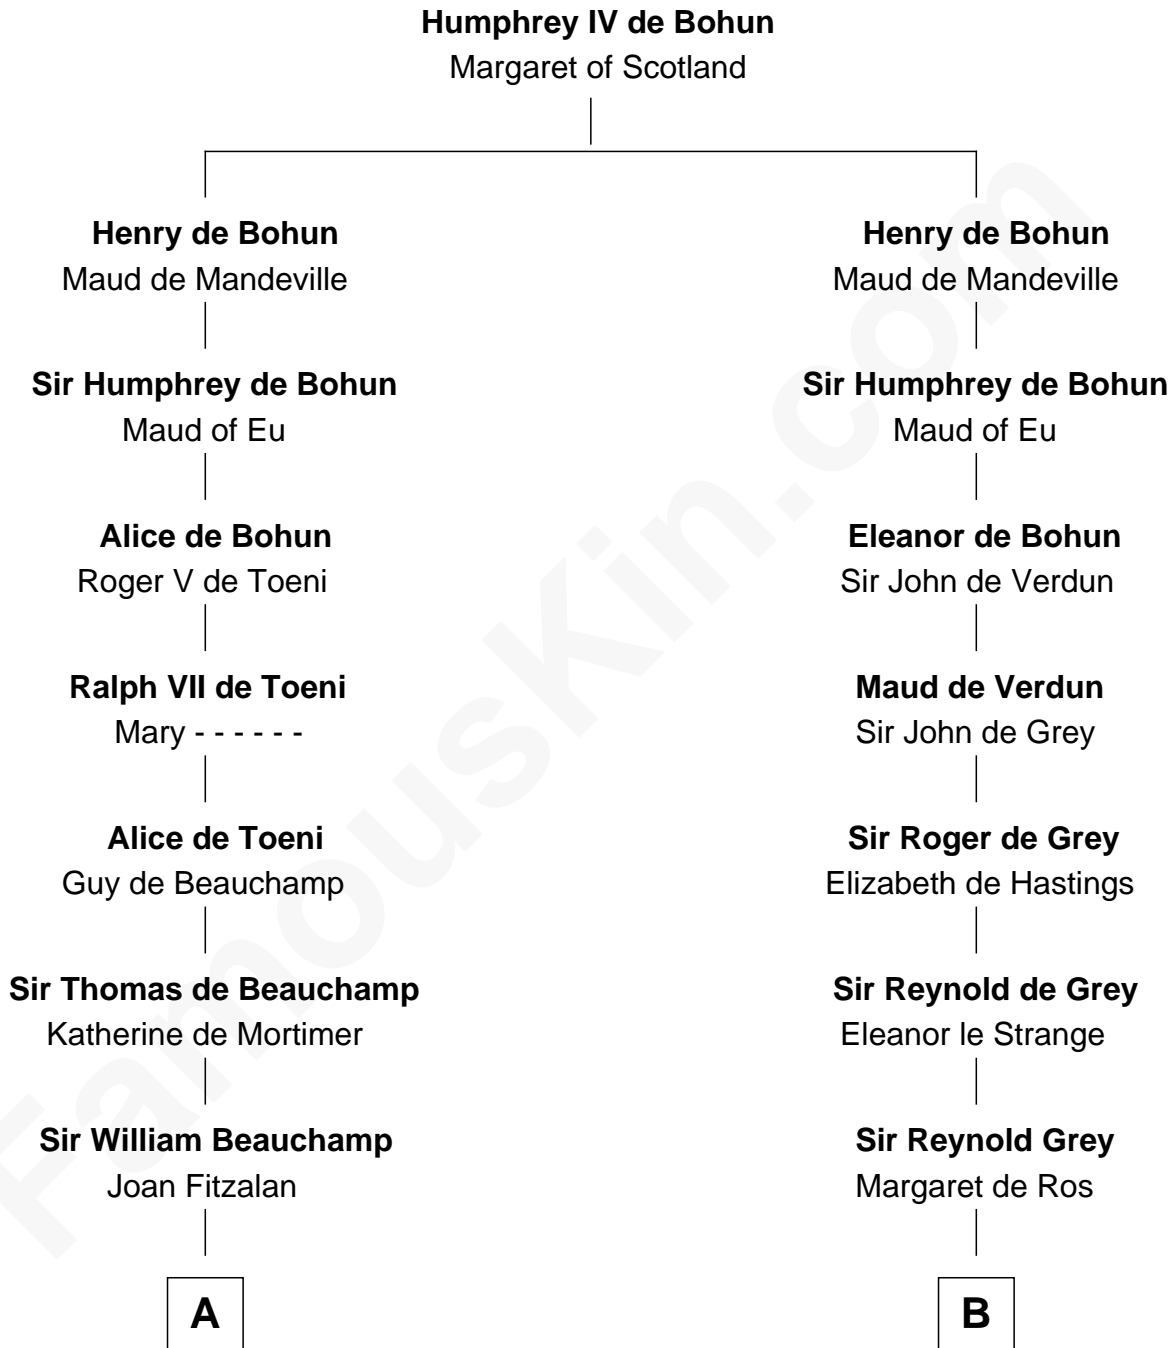 Humphrey IV de Bohun
Margaret of Scotland
Henry de Bohun
Maud de Mandeville
Sir Humphrey de Bohun
Maud of Eu
Alice de Bohun
Roger V de Toeni
Ralph VII de Toeni
Mary - - - - - -
Alice de Toeni
Guy de Beauchamp
Sir Thomas de Beauchamp
Katherine de Mortimer
Sir William Beauchamp
Joan Fitzalan
A
Henry de Bohun
Maud de Mandeville
Sir Humphrey de Bohun
Maud of Eu
Eleanor de Bohun
Sir John de Verdun
Maud de Verdun
Sir John de Grey
Sir Roger de Grey
Elizabeth de Hastings
Sir Reynold de Grey
Eleanor le Strange
Sir Reynold Grey
Margaret de Ros
B
FamousKin.com